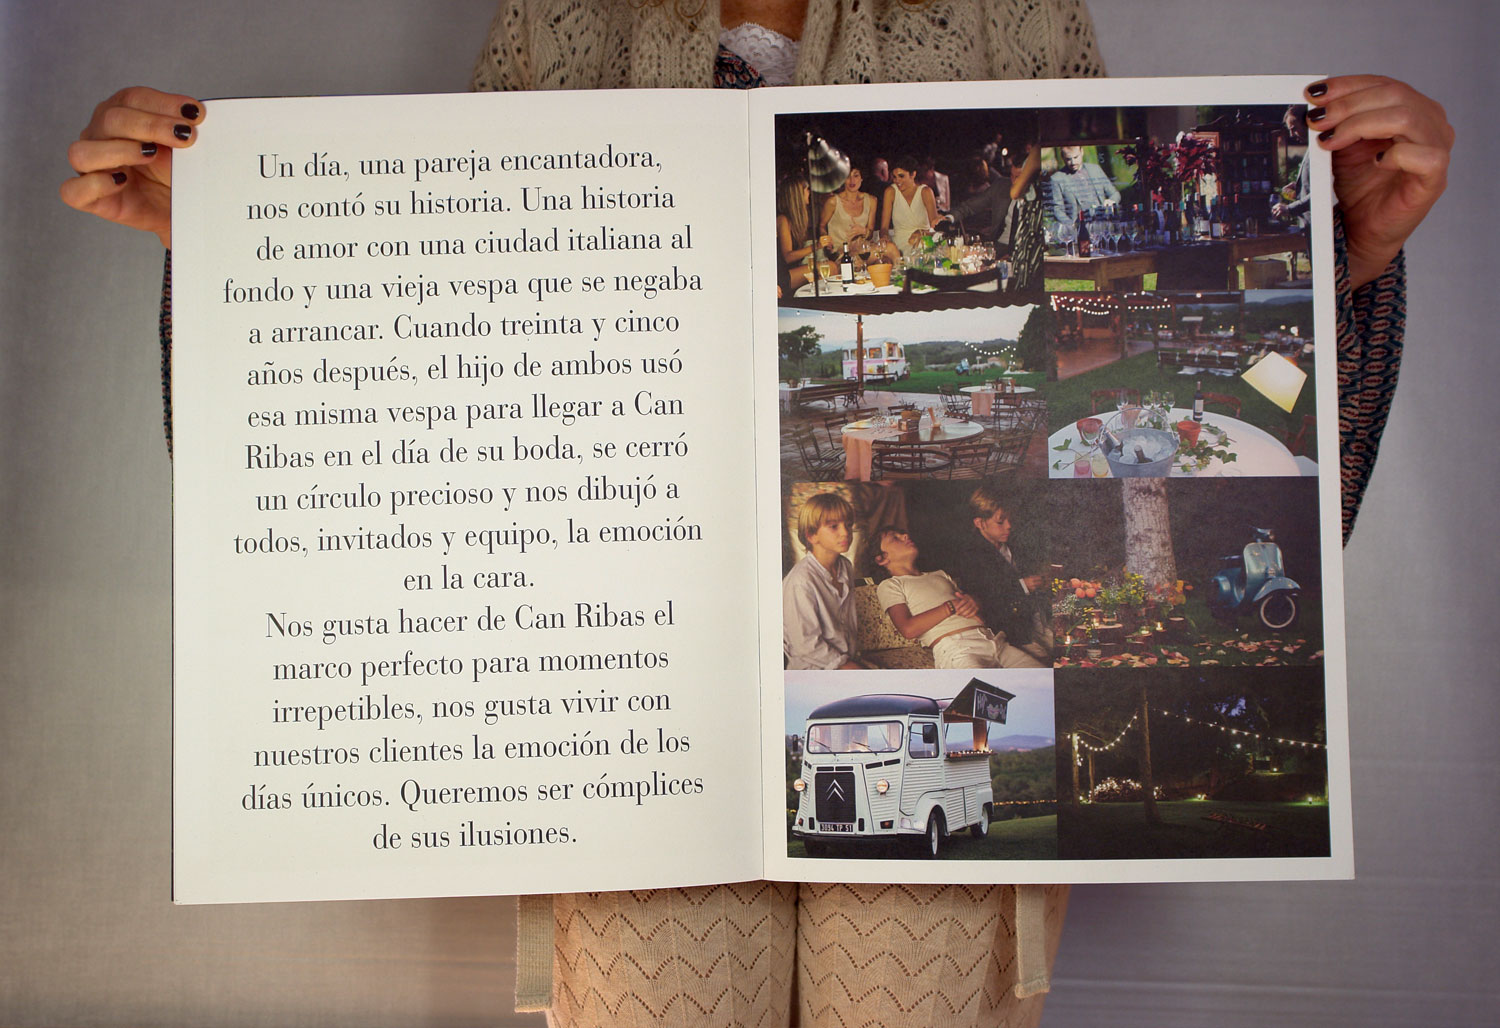 Un día, una pareja encantadora,
nos contó su historia. Una historia
de amor con una ciudad italiana al
fondo y una vieja vespa que se negaba
a arrancar. Cuando treinta y cinco
años después, el hijo de ambos usó
esa misma vespa para llegar a Can
Ribas en el día de su boda, se cerró
un círculo precioso y nos dibujó a
todos, invitados y equipo, la emoción
en la cara.
Nos gusta hacer de Can Ribas el
marco perfecto para momentos
irrepetibles, nos gusta vivir con
nuestros clientes la emoción de los
días únicos. Queremos ser cómplices
de sus ilusiones.